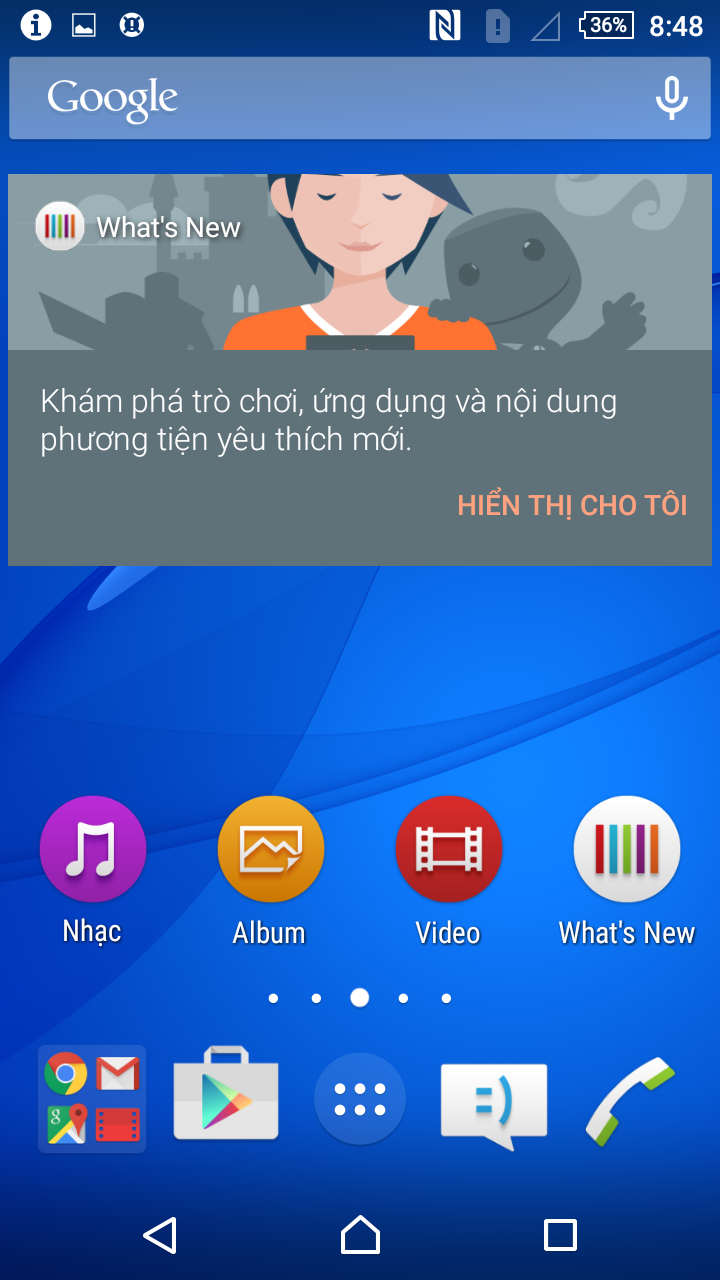 36% 8:48
Google
What's New
Khám phá trò chơi, ứng dụng và nội dung
phương tiện yêu thích mới.
HIỂN THỊ CHO TÔI
Nhạc Album Video What's New